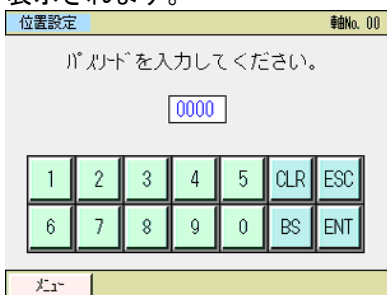 表示されます。
位置設定 軸No. 00
ﾊﾟｽﾜｰﾄﾞを入力してください。
0000
1 2 3 4 5 CLR ESC
6 7 8 9 0 BS ENT
ﾒﾆｭｰ